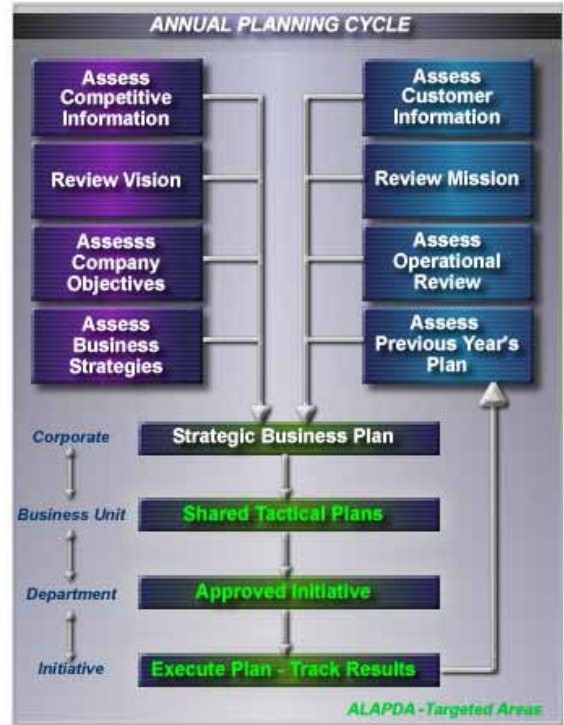 ANNUAL PLANNING CYCLE
Assess
Competitive
Information
Assess
Customer
Information
Review Vision
Review Mission
Assesss
Company
Objectives
Assess
Operational
Review
Assess
Business
Strategies
Assess
Previous Year's
Plan
Corporate
Strategic Business Plan
Business Unit
Shared Tactical Plans
Department
Approved Initiative
Initiative
Execute Plan - Track Results
ALAPDA -Targeted Areas